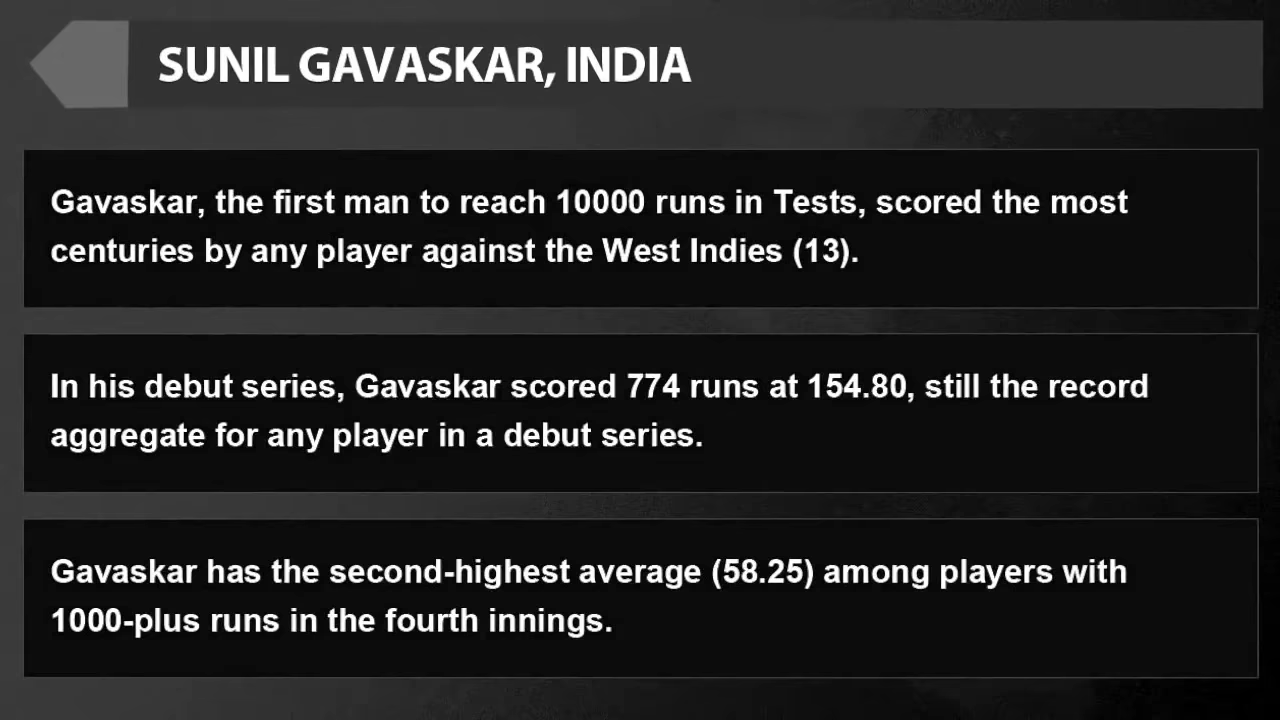 SUNIL GAVASKAR, INDIA
Gavaskar, the first man to reach 10000 runs in Tests, scored the most
centuries by any player against the West Indies (13).
In his debut series, Gavaskar scored 774 runs at 154.80, still the record
aggregate for any player in a debut series.
Gavaskar has the second-highest average (58.25) among players with
1000-plus runs in the fourth innings.